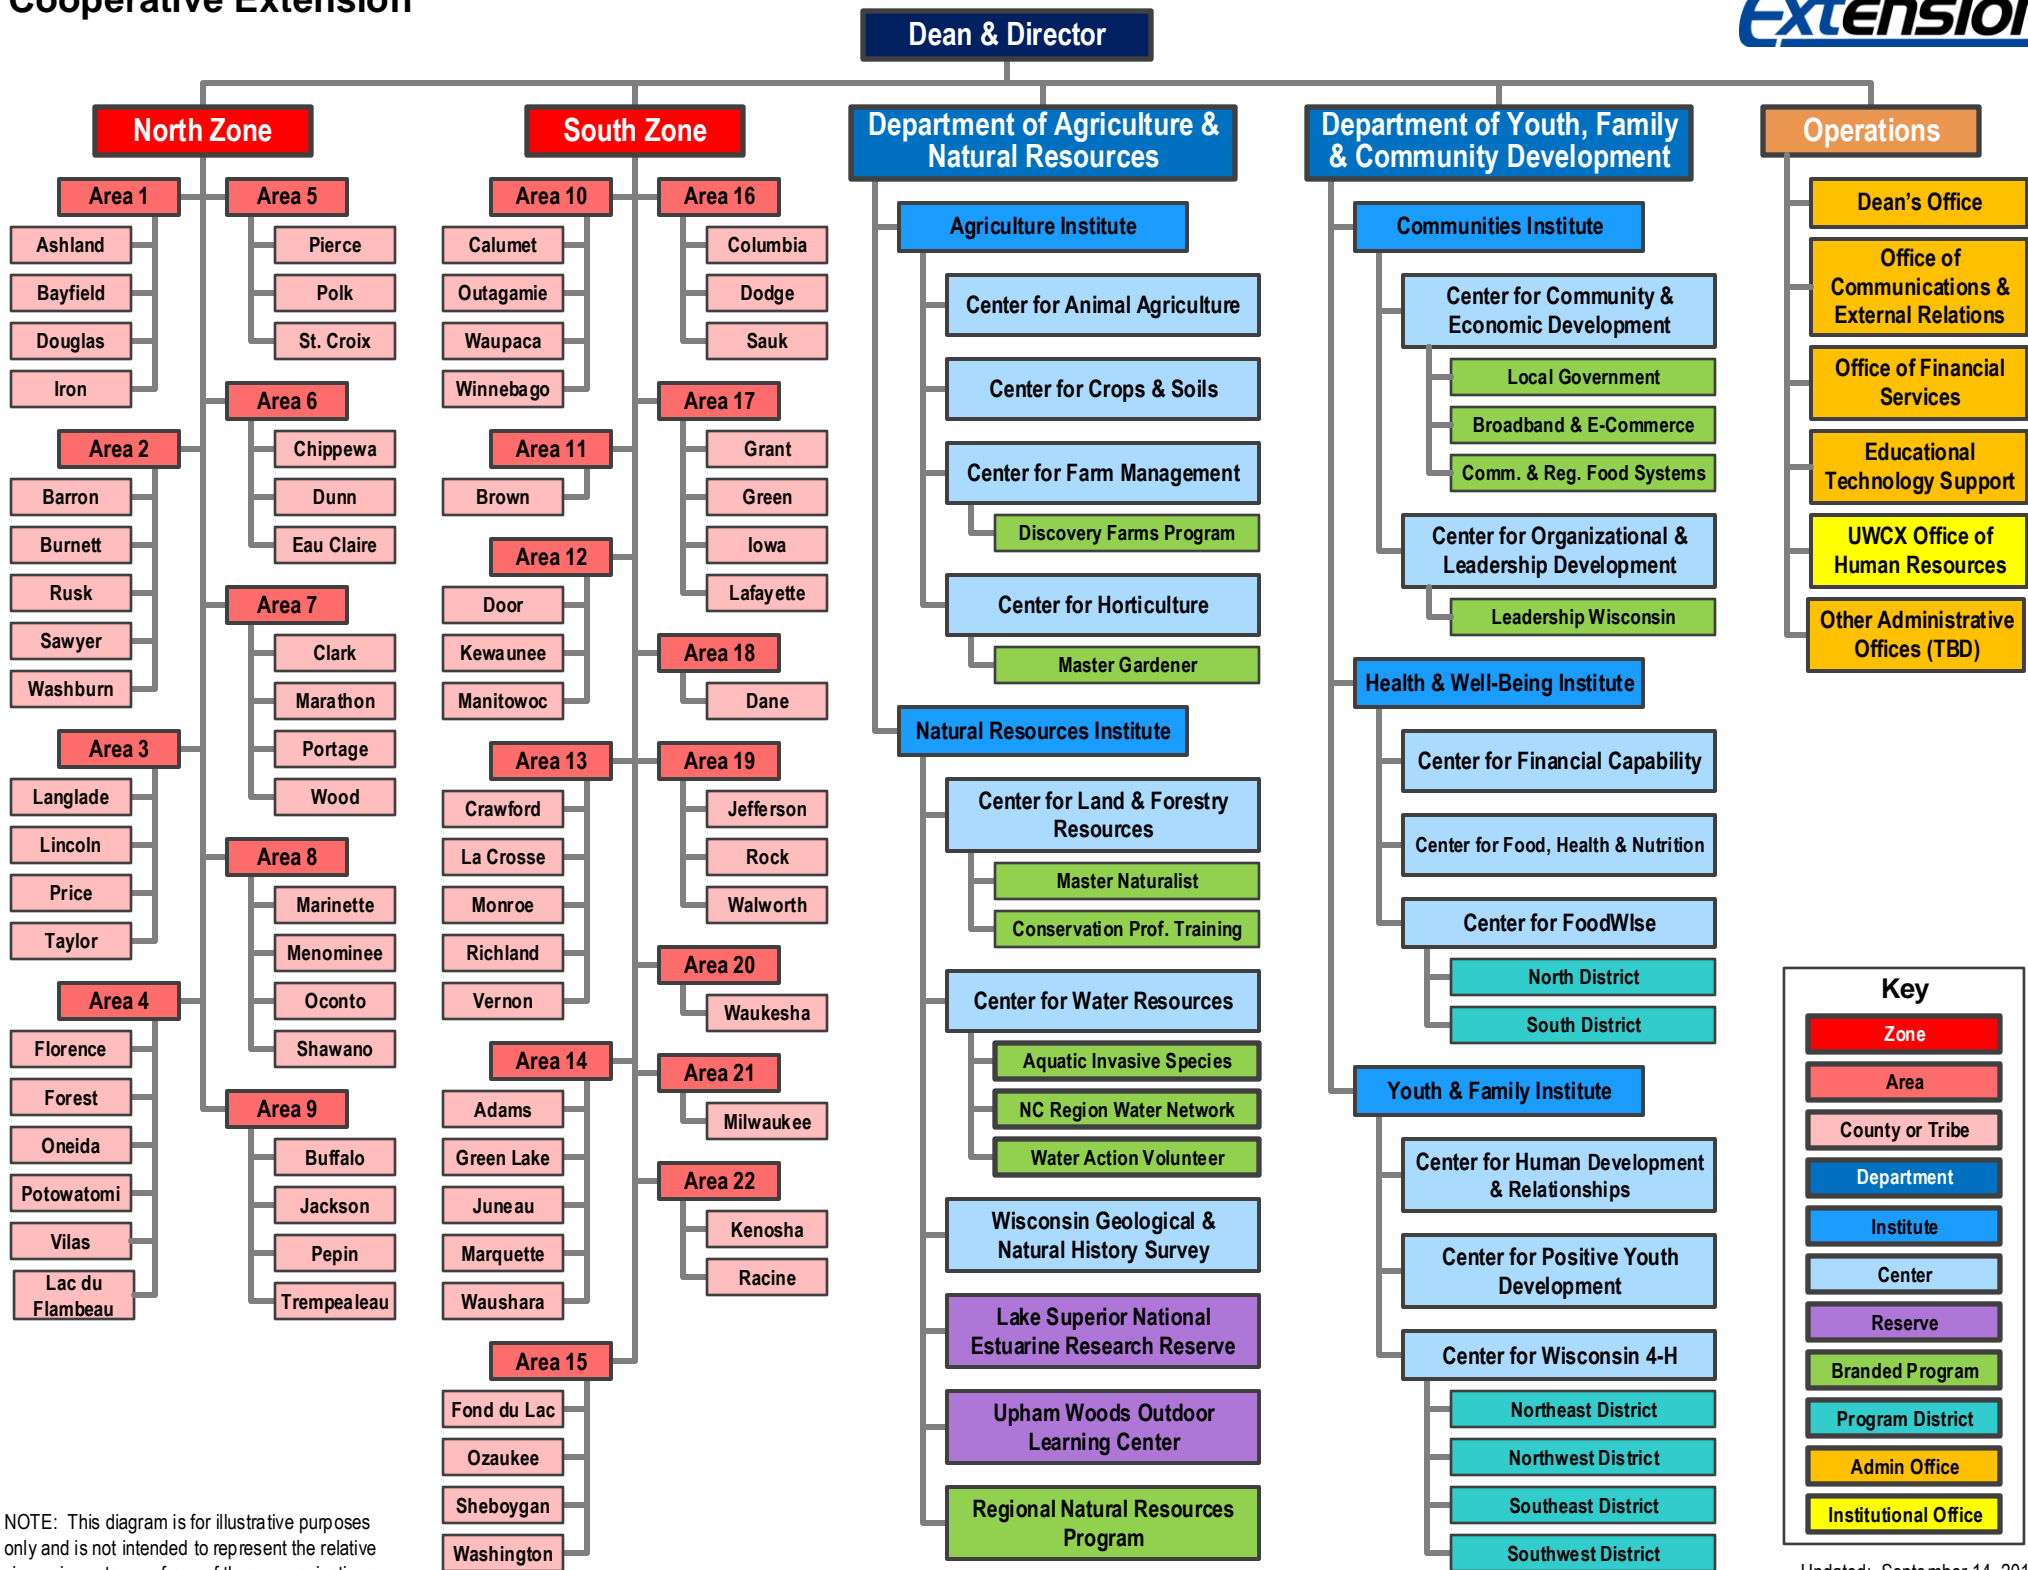 Cooperative Extension
Extension
Dean & Director
North Zone
Area 1
Ashland
Bayfield
Douglas
Iron
Area 2
Barron
Burnett
Rusk
Sawyer
Washburn
Area 3
Langlade
Lincoln
Price
Taylor
Area 4
Florence
Forest
Oneida
Potowatomi
Vilas
Lac du
Flambeau
Area 5
Pierce
Polk
St. Croix
Area 6
Chippewa
Dunn
Eau Claire
Area 7
Clark
Marathon
Portage
Wood
Area 8
Marinette
Menominee
Oconto
Shawano
Area 9
Buffalo
Jackson
Pepin
Trempealeau
South Zone
Area 10
Calumet
Outagamie
Waupaca
Winnebago
Area 11
Brown
Area 12
Door
Kewaunee
Manitowoc
Area 13
Crawford
La Crosse
Monroe
Richland
Vernon
Area 14
Adams
Green Lake
Juneau
Marquette
Waushara
Area 15
Fond du Lac
Ozaukee
Sheboygan
Washington
Area 16
Columbia
Dodge
Sauk
Area 17
Grant
Green
Iowa
Lafayette
Area 18
Dane
Area 19
Jefferson
Rock
Walworth
Area 20
Waukesha
Area 21
Milwaukee
Area 22
Kenosha
Racine
Department of Agriculture &
Natural Resources
Agriculture Institute
Center for Animal Agriculture
Center for Crops & Soils
Center for Farm Management
Discovery Farms Program
Center for Horticulture
Master Gardener
Natural Resources Institute
Center for Land & Forestry
Resources
Master Naturalist
Conservation Prof. Training
Center for Water Resources
Aquatic Invasive Species
NC Region Water Network
Water Action Volunteer
Wisconsin Geological &
Natural History Survey
Lake Superior National
Estuarine Research Reserve
Upham Woods Outdoor
Learning Center
Regional Natural Resources
Program
Department of Youth, Family
& Community Development
Communities Institute
Center for Community &
Economic Development
Local Government
Broadband & E-Commerce
Comm. & Reg. Food Systems
Center for Organizational &
Leadership Development
Leadership Wisconsin
Health & Well-Being Institute
Center for Financial Capability
Center for Food, Health & Nutrition
Center for FoodWIse
North District
South District
Youth & Family Institute
Center for Human Development
& Relationships
Center for Positive Youth
Development
Center for Wisconsin 4-H
Northeast District
Northwest District
Southeast District
Southwest District
Operations
Dean's Office
Office of
Communications &
External Relations
Office of Financial
Services
Educational
Technology Support
UWCX Office of
Human Resources
Other Administrative
Offices (TBD)
Key
Zone
Area
County or Tribe
Department
Institute
Center
Reserve
Branded Program
Program District
Admin Office
Institutional Office
NOTE: This diagram is for illustrative purposes
only and is not intended to represent the relative
Updated: September 14, 201